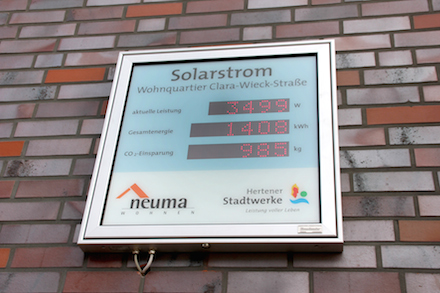 Solarstrom
Wohnquartier Clara-Wieck-Straße
aktuelle Leistung 3499 W
Gesamtenergie 1408 kWh
CO₂-Einsparung 985 kg
neuma
WOHNEN
Hertener
Stadtwerke
Leistung voller Leben